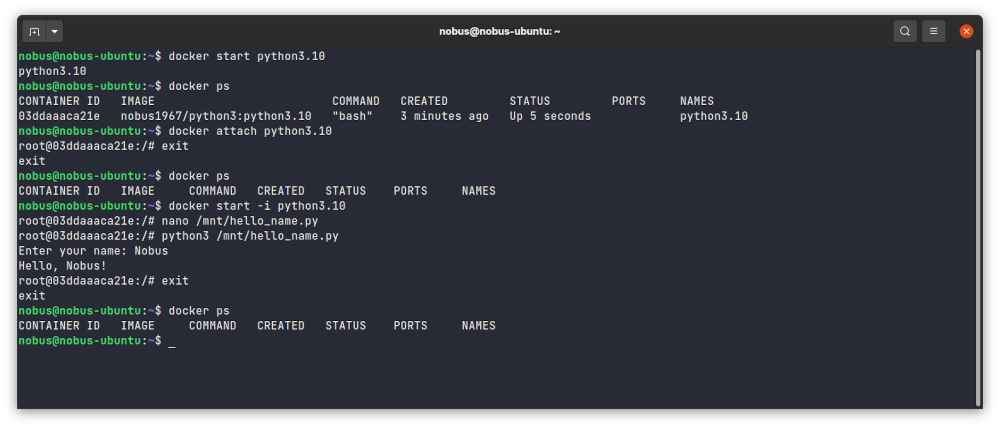 nobus@nobus-ubuntu: ~
nobus@nobus-ubuntu:~$ docker start python3.10
python3.10
nobus@nobus-ubuntu:~$ docker ps
CONTAINER ID   IMAGE                          COMMAND   CREATED         STATUS         PORTS     NAMES
03ddaaaca21e   nobus1967/python3:python3.10   "bash"    3 minutes ago   Up 5 seconds             python3.10
nobus@nobus-ubuntu:~$ docker attach python3.10
root@03ddaaaca21e:/# exit
exit
nobus@nobus-ubuntu:~$ docker ps
CONTAINER ID   IMAGE     COMMAND   CREATED   STATUS    PORTS     NAMES
nobus@nobus-ubuntu:~$ docker start -i python3.10
root@03ddaaaca21e:/# nano /mnt/hello_name.py
root@03ddaaaca21e:/# python3 /mnt/hello_name.py
Enter your name: Nobus
Hello, Nobus!
root@03ddaaaca21e:/# exit
exit
nobus@nobus-ubuntu:~$ docker ps
CONTAINER ID   IMAGE     COMMAND   CREATED   STATUS    PORTS     NAMES
nobus@nobus-ubuntu:~$ _